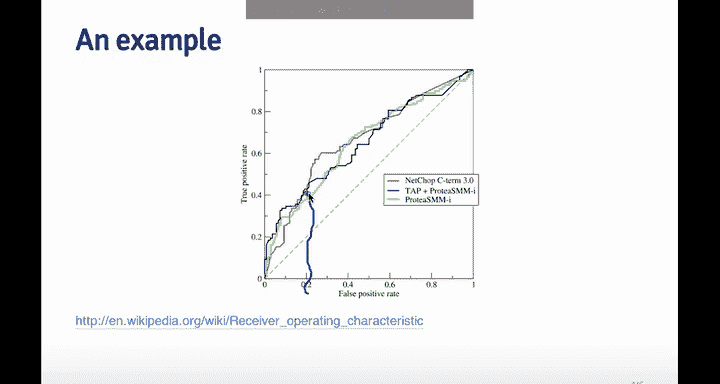 An example
1
0.8
0.6
0.4
0.2
0
True positive rate
NetChop C-term 3.0
TAP + ProteaSMM-i
ProteaSMM-i
0
0.2
0.4
0.6
0.8
1
False positive rate
http://en.wikipedia.org/wiki/Receiver_operating_characteristic